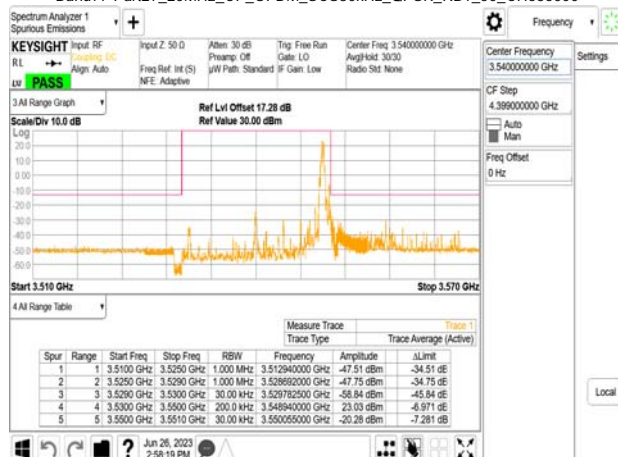 Spectrum Analyzer 1
Spurious Emissions
Frequency
KEYSIGHT
Input: RF
Coupling: DC
Align: Auto
Input Z: 50 Ω
Freq Ref: Int (S)
NFE: Adaptive
Atten: 30 dB
Preamp: Off
µW Path: Standard
Trig: Free Run
Gate: LO
IF Gain: Low
Center Freq: 3.540000000 GHz
Avg|Hold: 30/30
Radio Std: None
RL
PASS
Center Frequency
3.540000000 GHz
Settings
CF Step
4.399000000 GHz
Auto
Man
Freq Offset
0 Hz
Local
3 All Range Graph
Scale/Div 10.0 dB
Ref Lvl Offset 17.28 dB
Ref Value 30.00 dBm
Log
20.0
10.0
0.00
-10.0
-20.0
-30.0
-40.0
-50.0
-60.0
Start 3.510 GHz
Stop 3.570 GHz
4 All Range Table
Measure Trace Trace 1
Trace Type Trace Average (Active)
Spur Range Start Freq Stop Freq RBW Frequency Amplitude ΔLimit
1 1 3.5100 GHz 3.5250 GHz 1.000 MHz 3.512940000 GHz -47.51 dBm -34.51 dB
2 2 3.5250 GHz 3.5290 GHz 1.000 MHz 3.528692000 GHz -47.75 dBm -34.75 dB
3 3 3.5290 GHz 3.5300 GHz 30.00 kHz 3.529782500 GHz -58.84 dBm -45.84 dB
4 4 3.5300 GHz 3.5500 GHz 200.0 kHz 3.548940000 GHz 23.03 dBm -6.971 dB
5 5 3.5500 GHz 3.5510 GHz 30.00 kHz 3.550055000 GHz -20.28 dBm -7.281 dB
Jun 26, 2023
2:58:19 PM